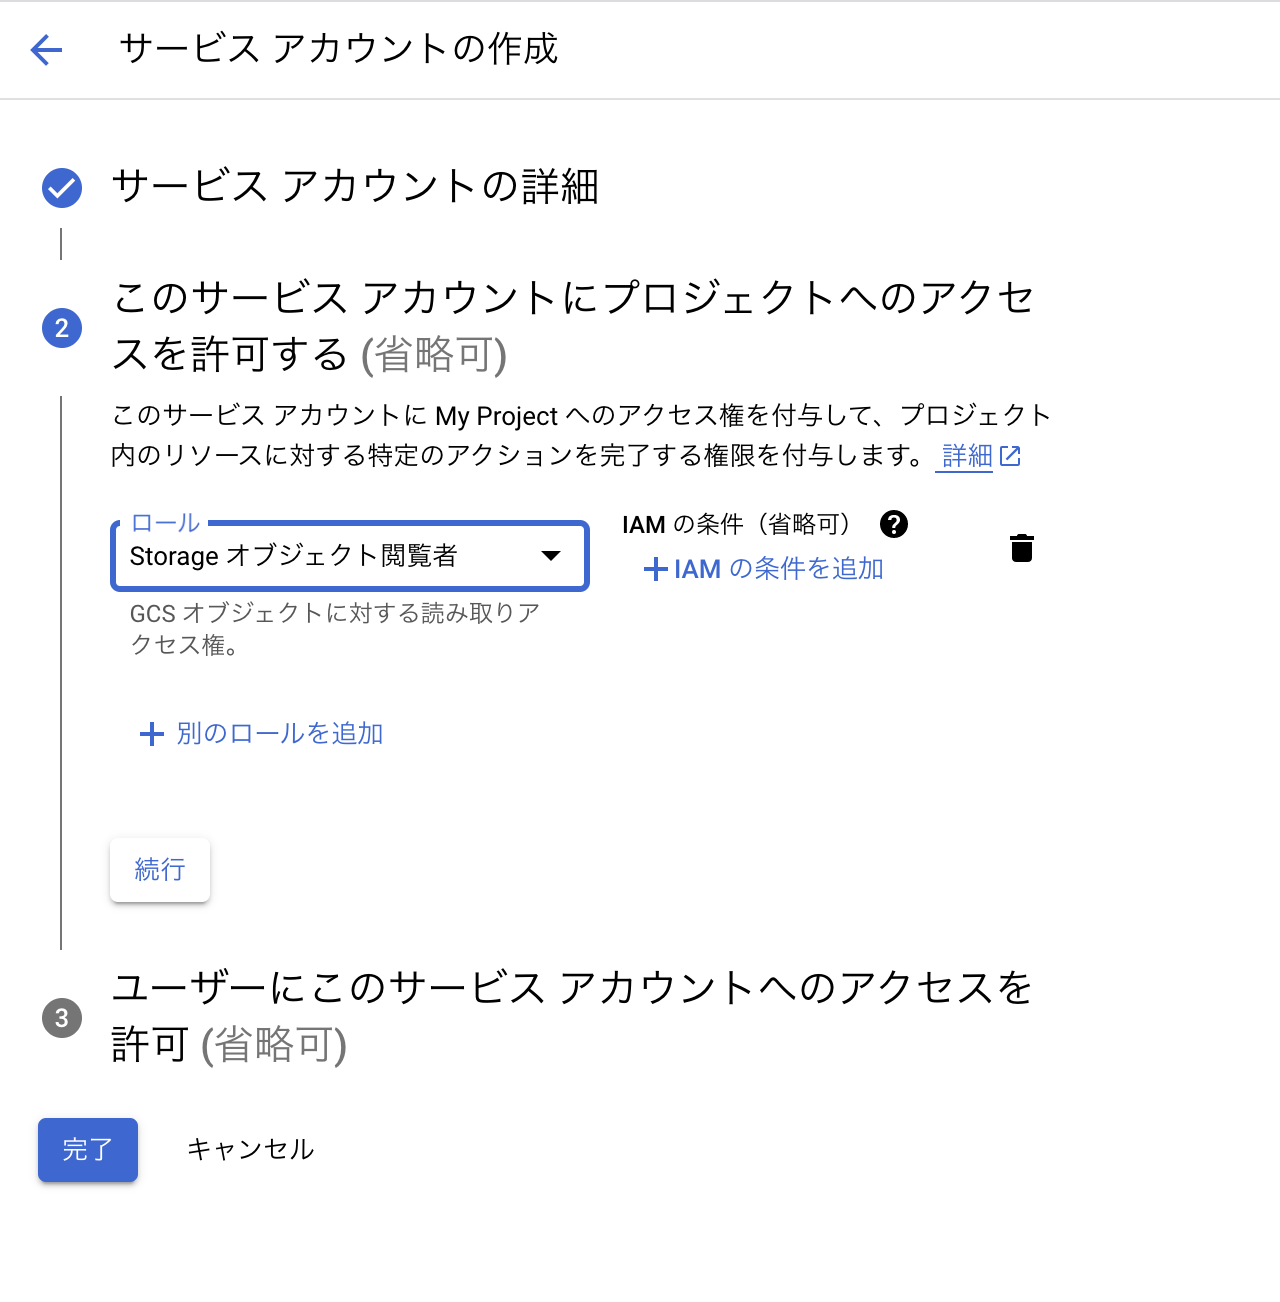 サービス アカウントの作成
サービス アカウントの詳細
2
このサービス アカウントにプロジェクトへのアクセ
スを許可する (省略可)
このサービス アカウントに My Project へのアクセス権を付与して、プロジェクト
内のリソースに対する特定のアクションを完了する権限を付与します。 詳細
ロール
Storage オブジェクト閲覧者
GCS オブジェクトに対する読み取りア
クセス権。
IAM の条件（省略可）
IAM の条件を追加
別のロールを追加
続行
3
ユーザーにこのサービス アカウントへのアクセスを
許可 (省略可)
完了
キャンセル